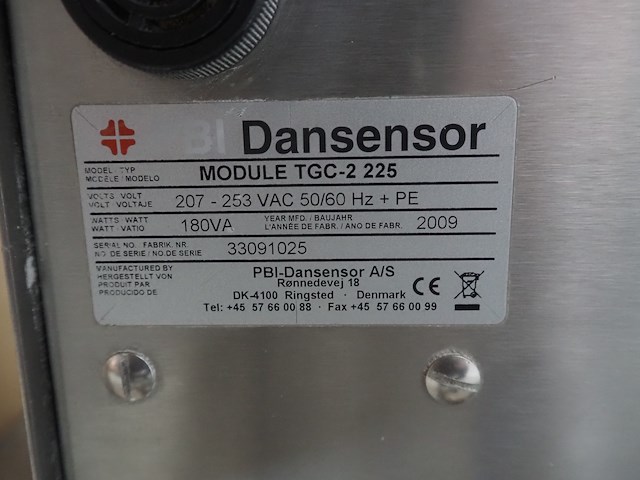 BI Dansensor
MODEL / TYP
MODÈLE / MODELO
MODULE TGC-2 225
VOLTS / VOLT
VOLT / VOLTAJE
207 - 253 VAC 50/60 Hz + PE
WATTS / WATT
WATT / VATIO
180VA
YEAR MFD. / BAUJAHR
L'ANNÉE DE FABR. / ANO DE FABR.
2009
SERIAL NO. / FABRIK. NR.
NO. DE SERIE / NO. DE SERIE
33091025
MANUFACTURED BY
HERGESTELLT VON
PRODUIT PAR
PRODUCIDO DE
PBI-Dansensor A/S
Rønnedevej 18
DK-4100 Ringsted · Denmark
Tel: +45 57 66 00 88 · Fax +45 57 66 00 99
CE